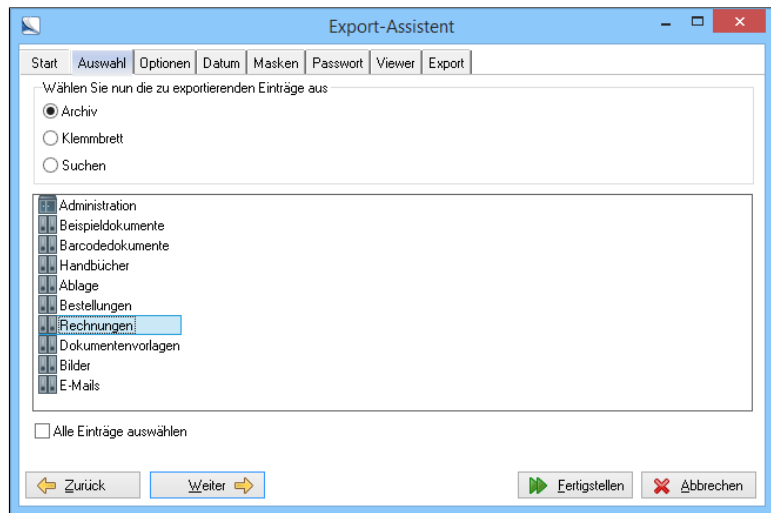 Export-Assistent
Start Auswahl Optionen Datum Masken Passwort Viewer Export
Wählen Sie nun die zu exportierenden Einträge aus
Archiv
Klemmbrett
Suchen
Administration
Beispieldokumente
Barcodedokumente
Handbücher
Ablage
Bestellungen
Rechnungen
Dokumentenvorlagen
Bilder
E-Mails
Alle Einträge auswählen
Zurück Weiter Fertigstellen Abbrechen